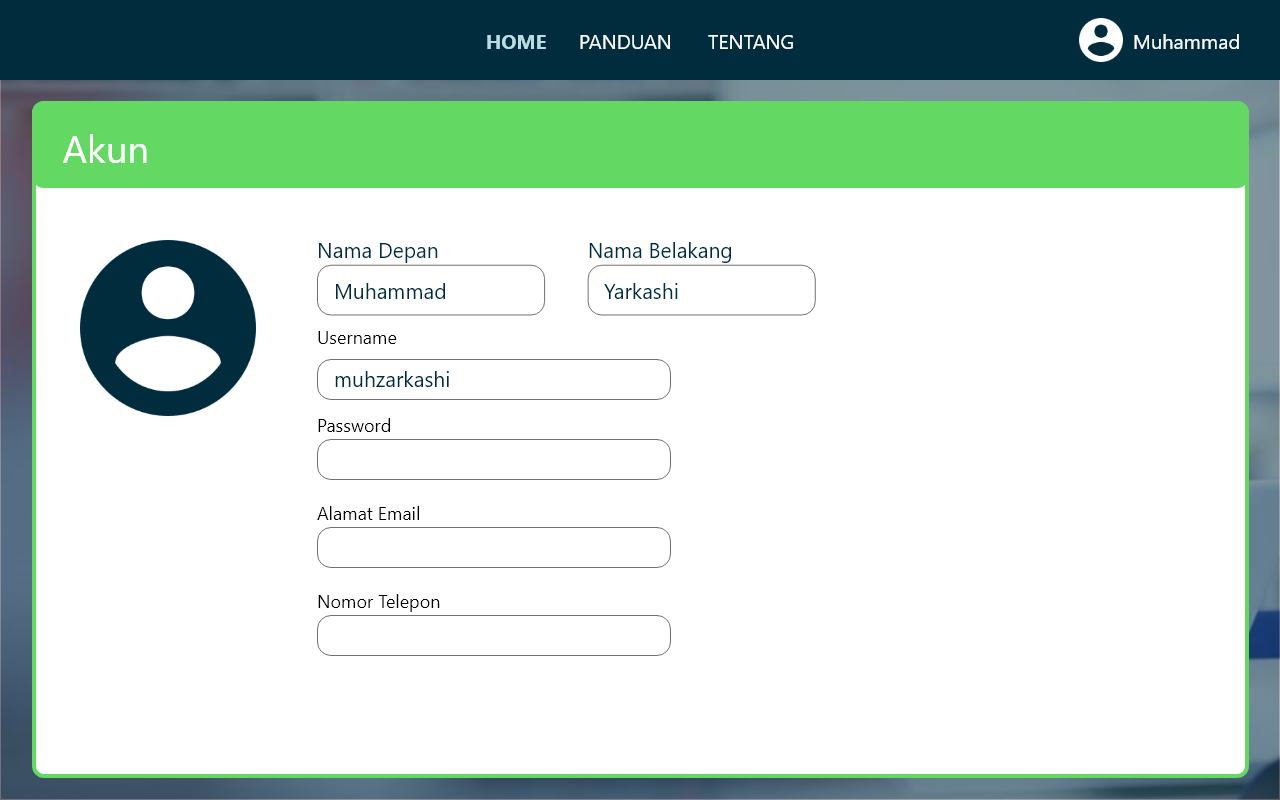 HOME PANDUAN TENTANG Muhammad
Akun
Nama Depan Nama Belakang
Muhammad Yarkashi
Username
muhzarkashi
Password
Alamat Email
Nomor Telepon